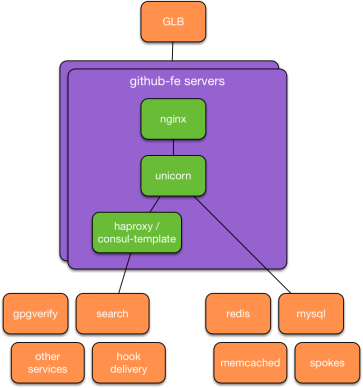 GLB
github-fe servers
nginx
unicorn
haproxy /
consul-template
gpgverify
search
redis
mysql
other
services
hook
delivery
memcached
spokes